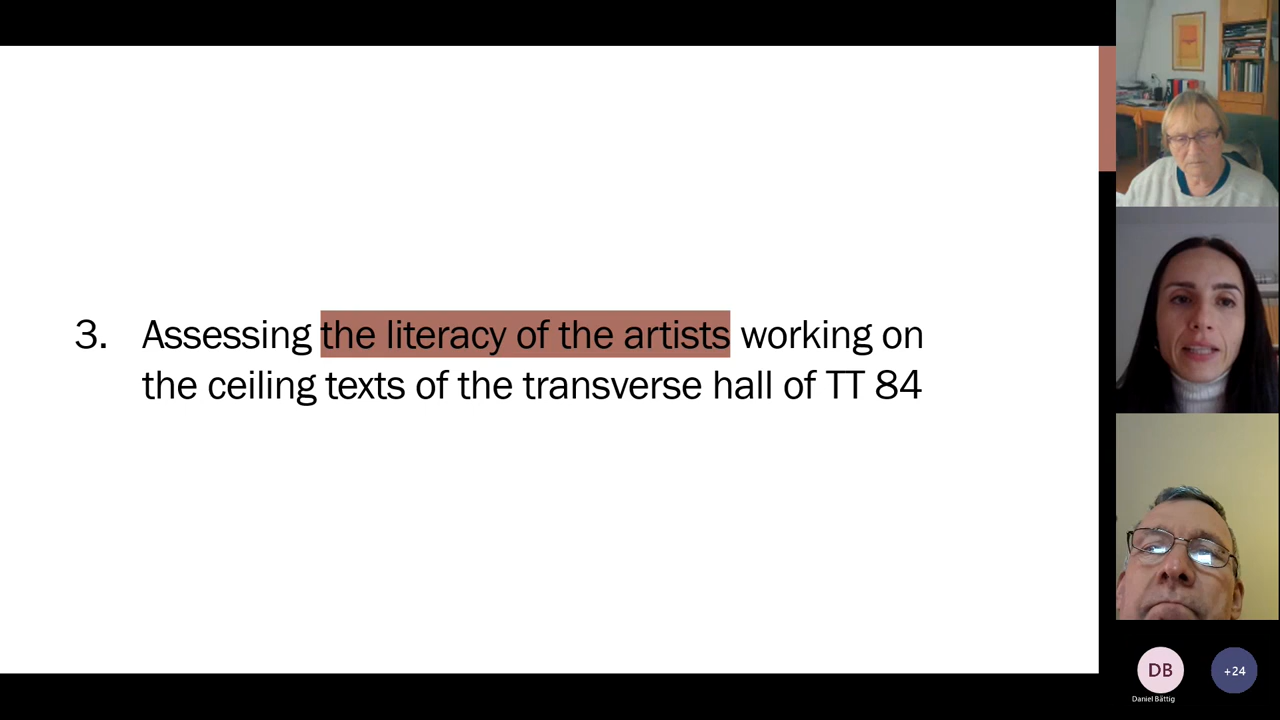 3. Assessing the literacy of the artists working on
the ceiling texts of the transverse hall of TT 84
DB
+24
Daniel Bättig